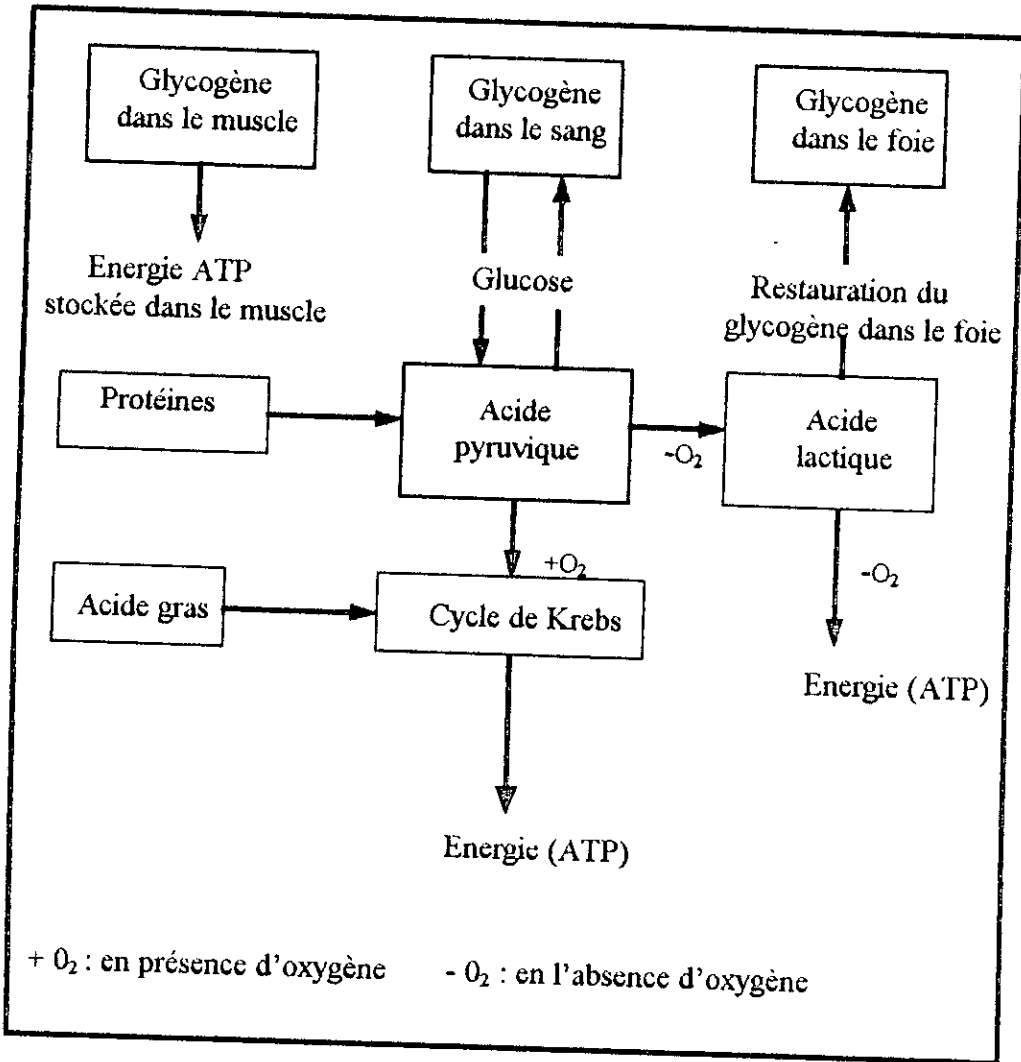 Glycogène
dans le muscle
Glycogène
dans le sang
Glycogène
dans le foie
Energie ATP
stockée dans le muscle
Glucose
Restauration du
glycogène dans le foie
Protéines
Acide
pyruvique
-O₂
Acide
lactique
+O₂
-O₂
Acide gras
Cycle de Krebs
Energie (ATP)
Energie (ATP)
+ 0₂ : en présence d'oxygène
- 0₂ : en l'absence d'oxygène